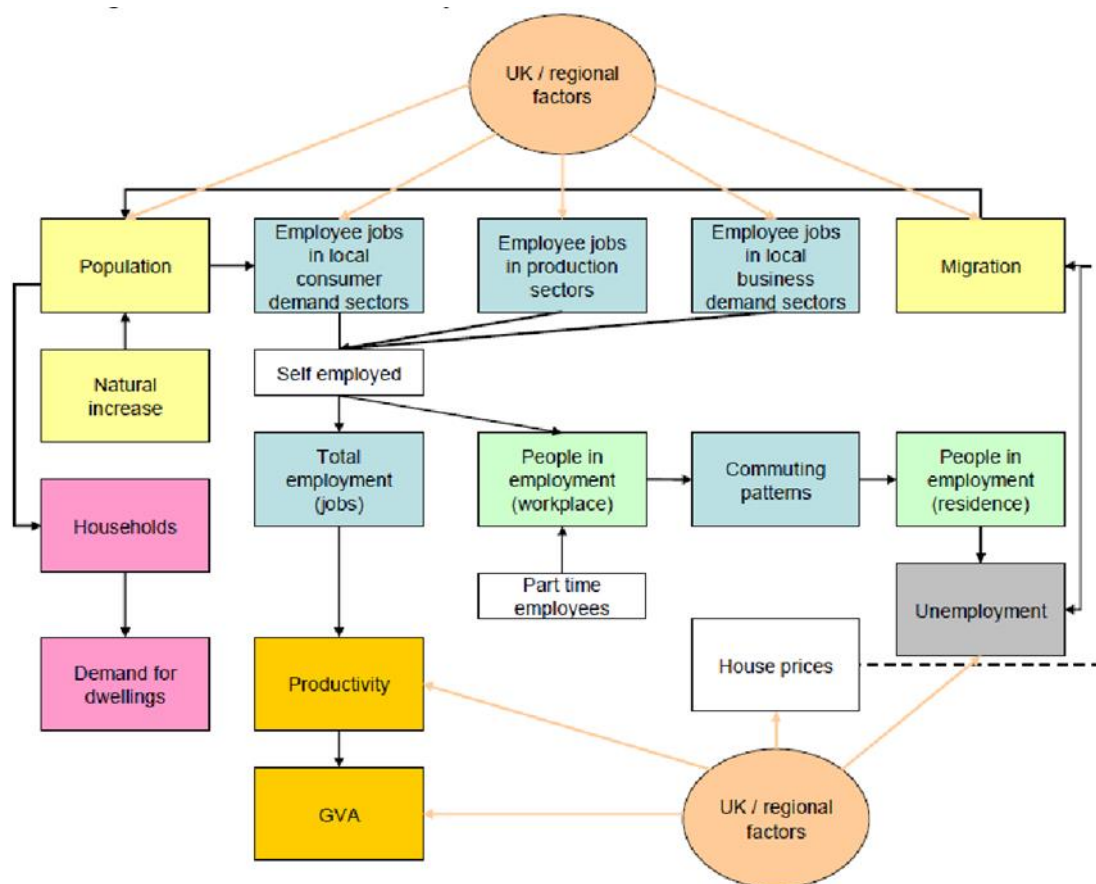 UK / regional
factors
Population
Employee jobs
in local
consumer
demand sectors
Employee jobs
in production
sectors
Employee jobs
in local
business
demand sectors
Migration
Natural
increase
Self employed
Total
employment
(jobs)
People in
employment
(workplace)
Commuting
patterns
People in
employment
(residence)
Households
Part time
employees
Unemployment
Demand for
dwellings
Productivity
House prices
GVA
UK / regional
factors